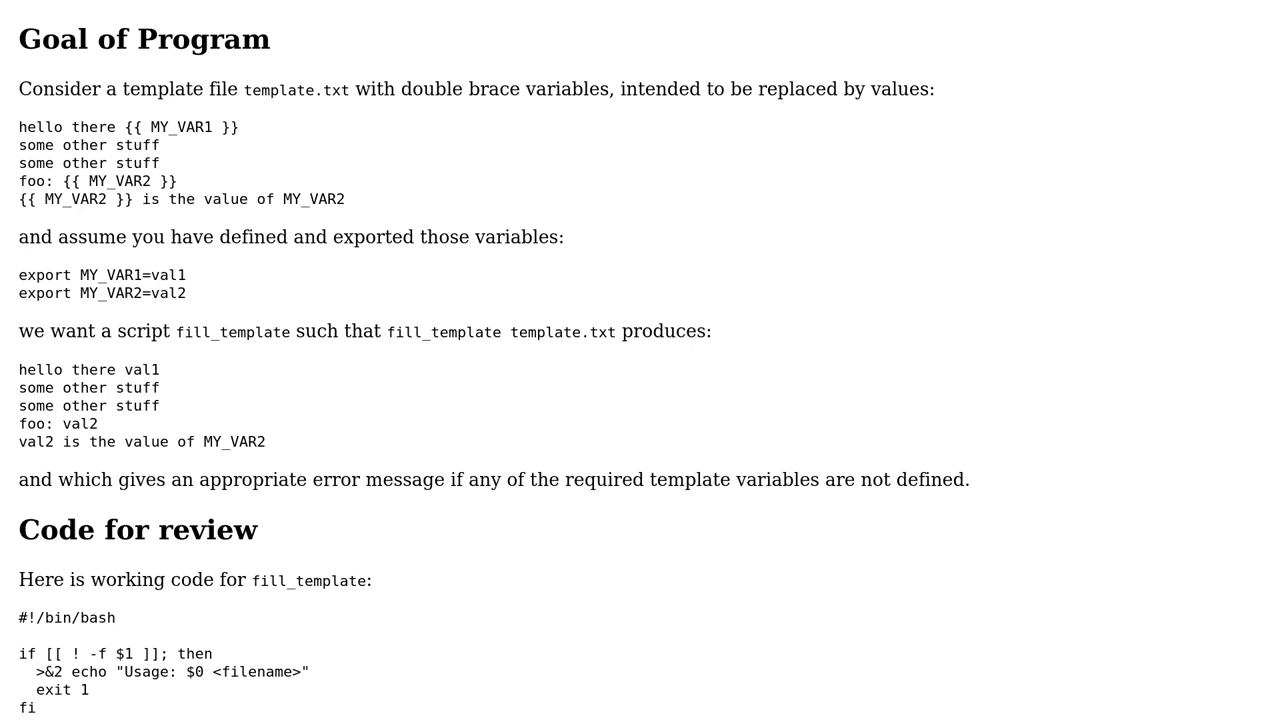 Goal of Program
Consider a template file template.txt with double brace variables, intended to be replaced by values:
hello there {{ MY_VAR1 }}
some other stuff
some other stuff
foo: {{ MY_VAR2 }}
{{ MY_VAR2 }} is the value of MY_VAR2
and assume you have defined and exported those variables:
export MY_VAR1=val1
export MY_VAR2=val2
we want a script fill_template such that fill_template template.txt produces:
hello there val1
some other stuff
some other stuff
foo: val2
val2 is the value of MY_VAR2
and which gives an appropriate error message if any of the required template variables are not defined.
Code for review
Here is working code for fill_template:
#!/bin/bash
if [[ ! -f $1 ]]; then
  >&2 echo "Usage: $0 <filename>"
  exit 1
fi